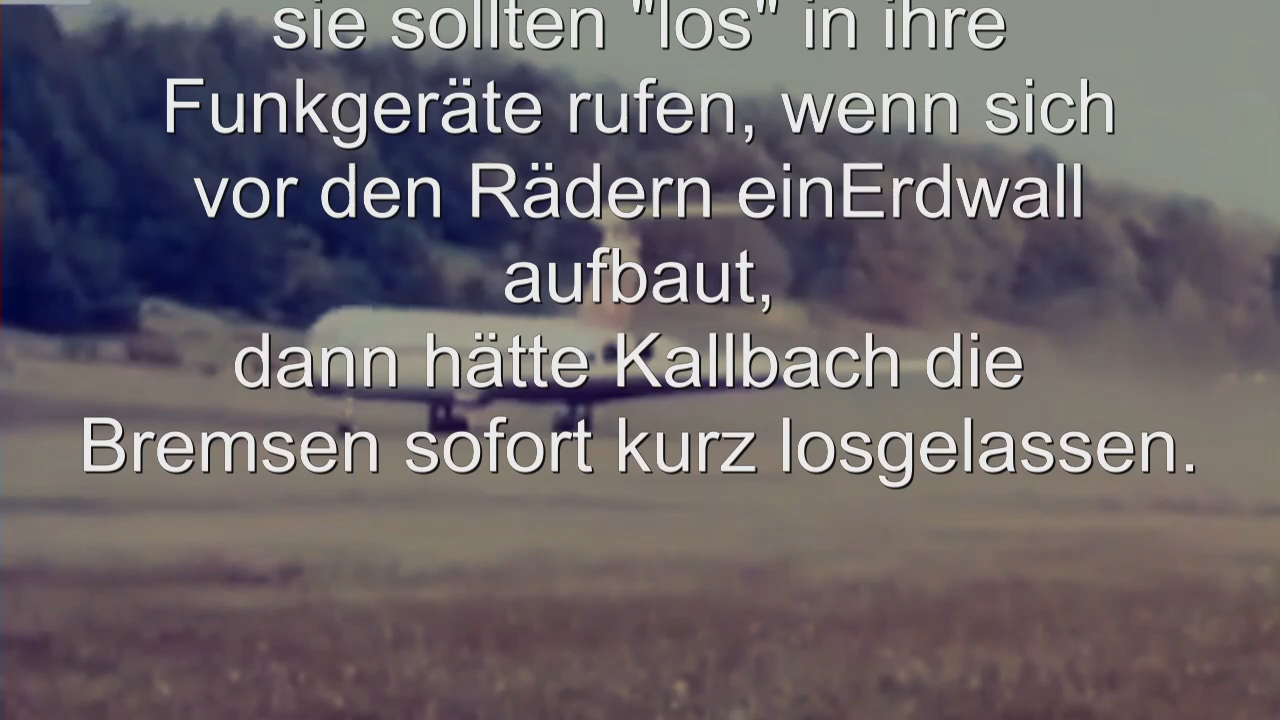 sie sollten "los" in ihre
Funkgeräte rufen, wenn sich
vor den Rädern einErdwall
aufbaut,
dann hätte Kallbach die
Bremsen sofort kurz losgelassen.